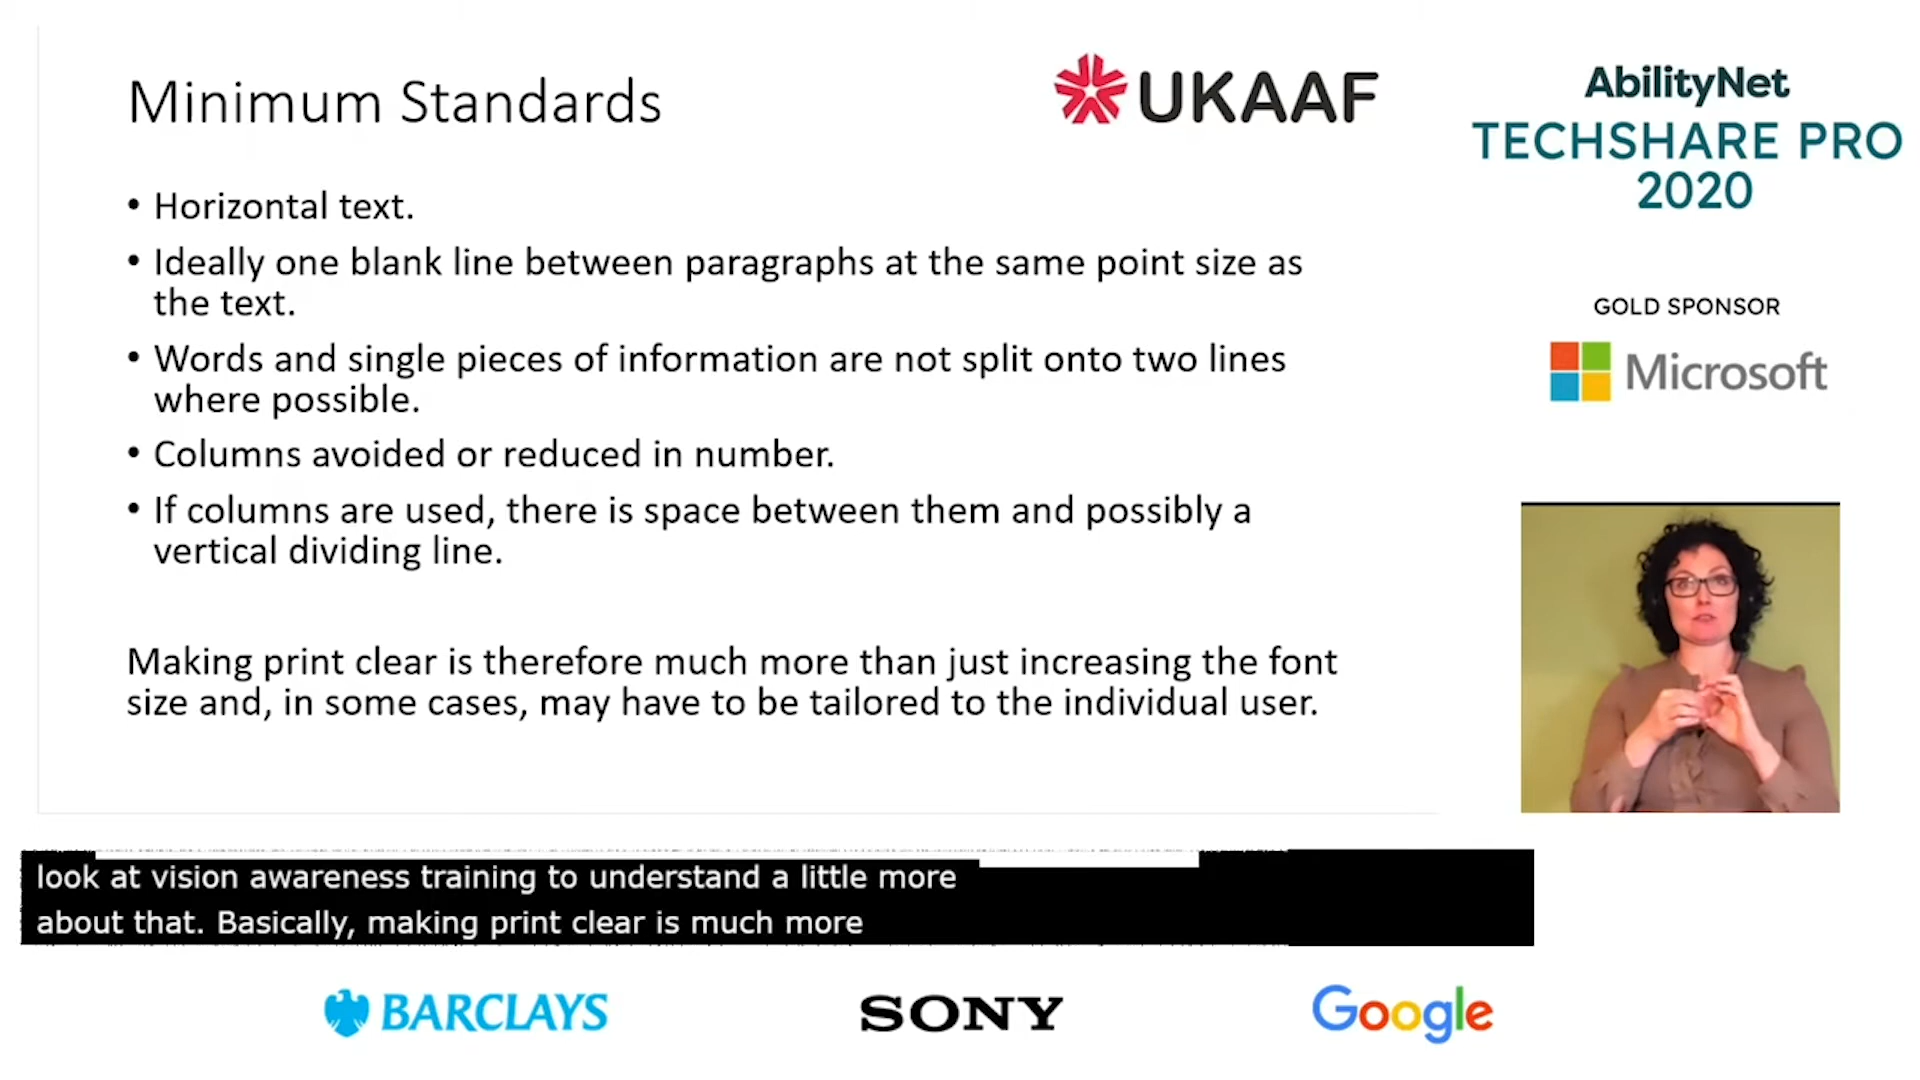 Minimum Standards
UKAAF
AbilityNet
TECHSHARE PRO
2020
• Horizontal text.
• Ideally one blank line between paragraphs at the same point size as
the text.
• Words and single pieces of information are not split onto two lines
where possible.
• Columns avoided or reduced in number.
• If columns are used, there is space between them and possibly a
vertical dividing line.
Making print clear is therefore much more than just increasing the font
size and, in some cases, may have to be tailored to the individual user.
GOLD SPONSOR
Microsoft
look at vision awareness training to understand a little more
about that. Basically, making print clear is much more
BARCLAYS
SONY
Google